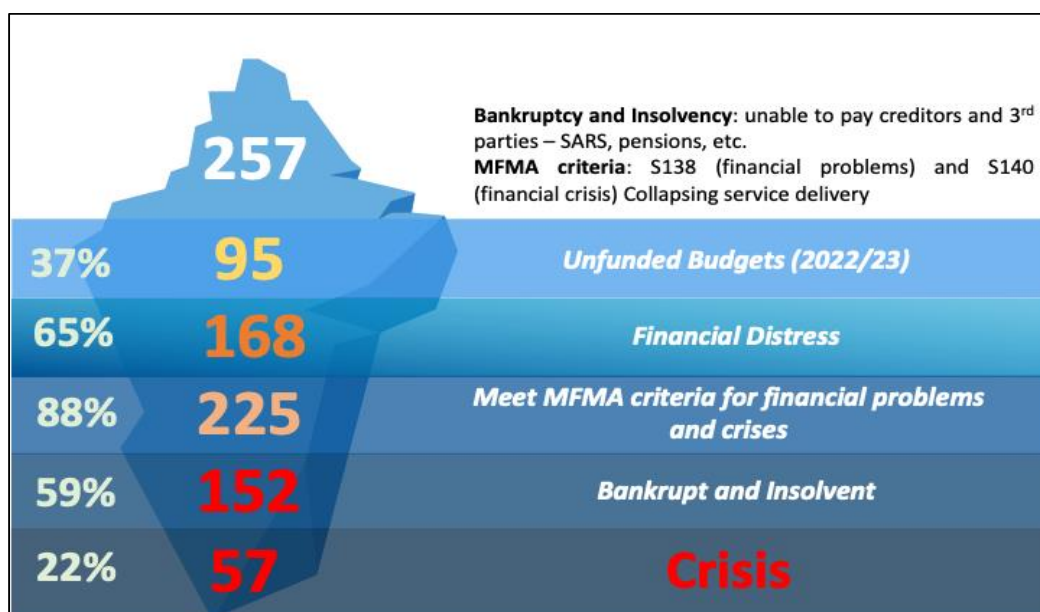 257
Bankruptcy and Insolvency: unable to pay creditors and 3rd
parties – SARS, pensions, etc.
MFMA criteria: S138 (financial problems) and S140
(financial crisis) Collapsing service delivery
37% 95 Unfunded Budgets (2022/23)
65% 168 Financial Distress
88% 225 Meet MFMA criteria for financial problems
and crises
59% 152 Bankrupt and Insolvent
22% 57 Crisis